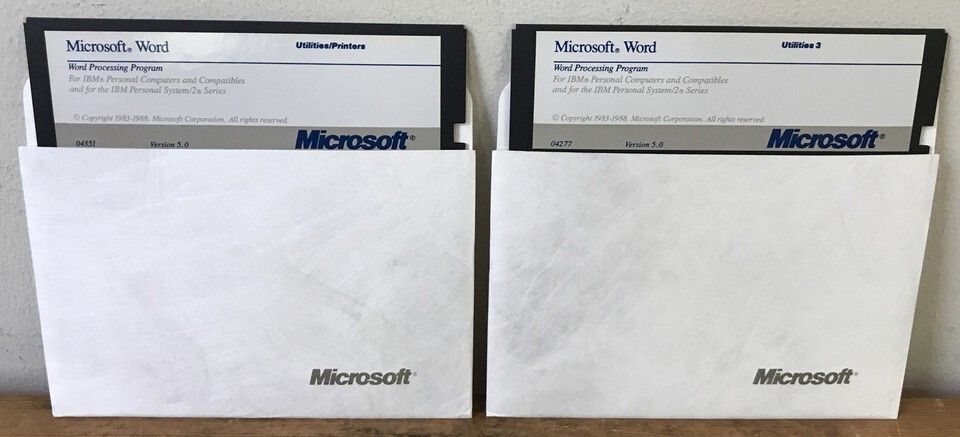 Microsoft® Word Utilities/Printers
Word Processing Program
For IBM® Personal Computers and Compatibles
and for the IBM Personal System/2® Series
© Copyright 1983-1988. Microsoft Corporation. All rights reserved.
04351 Version 5.0 Microsoft®
Microsoft®
Microsoft® Word Utilities 3
Word Processing Program
For IBM® Personal Computers and Compatibles
and for the IBM Personal System/2® Series
© Copyright 1983-1988. Microsoft Corporation. All rights reserved.
04277 Version 5.0 Microsoft®
Microsoft®